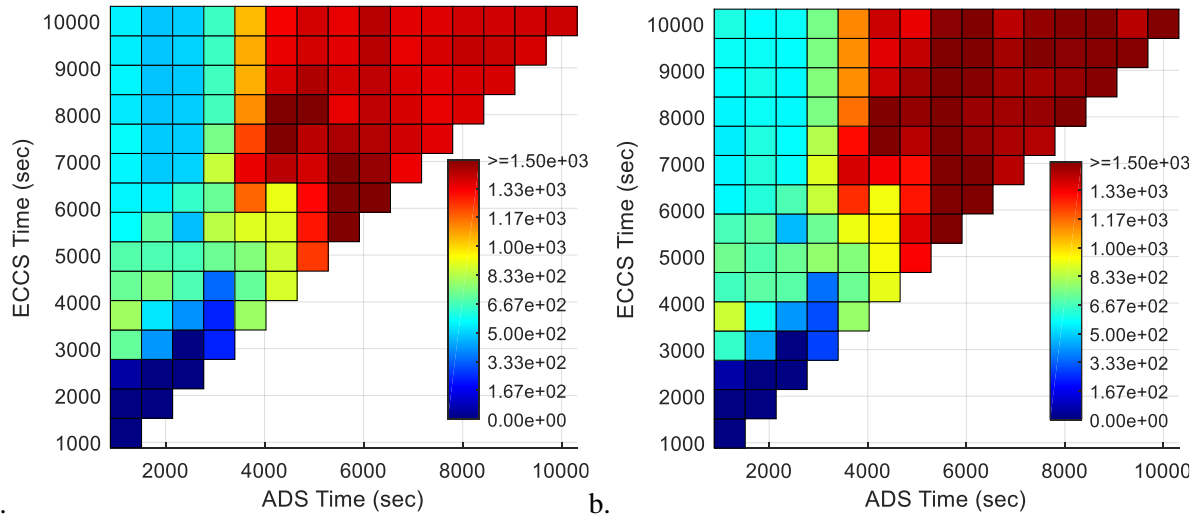 10000
9000
8000
7000
6000
5000
4000
3000
2000
1000
ECCS Time (sec)
2000 4000 6000 8000 10000
ADS Time (sec)
>=1.50e+03
1.33e+03
1.17e+03
1.00e+03
8.33e+02
6.67e+02
5.00e+02
3.33e+02
1.67e+02
0.00e+00
.
b.
10000
9000
8000
7000
6000
5000
4000
3000
2000
1000
ECCS Time (sec)
2000 4000 6000 8000 10000
ADS Time (sec)
>=1.50e+03
1.33e+03
1.17e+03
1.00e+03
8.33e+02
6.67e+02
5.00e+02
3.33e+02
1.67e+02
0.00e+00